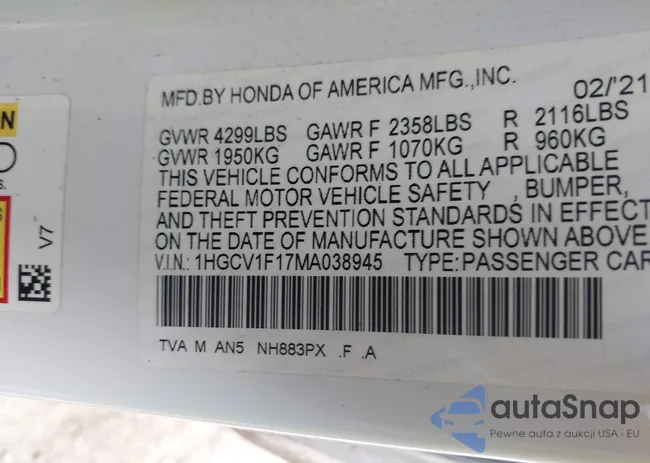 MFD.BY HONDA OF AMERICA MFG.,INC. 02/'21
GVWR 4299LBS GAWR F 2358LBS R 2116LBS
GVWR 1950KG GAWR F 1070KG R 960KG
THIS VEHICLE CONFORMS TO ALL APPLICABLE
FEDERAL MOTOR VEHICLE SAFETY , BUMPER,
AND THEFT PREVENTION STANDARDS IN EFFECT
ON THE DATE OF MANUFACTURE SHOWN ABOVE
V.I.N.: 1HGCV1F17MA038945 TYPE:PASSENGER CAR
TVA M AN5 NH883PX .F .A
V7
autaSnap
Pewne auta z aukcji USA i EU